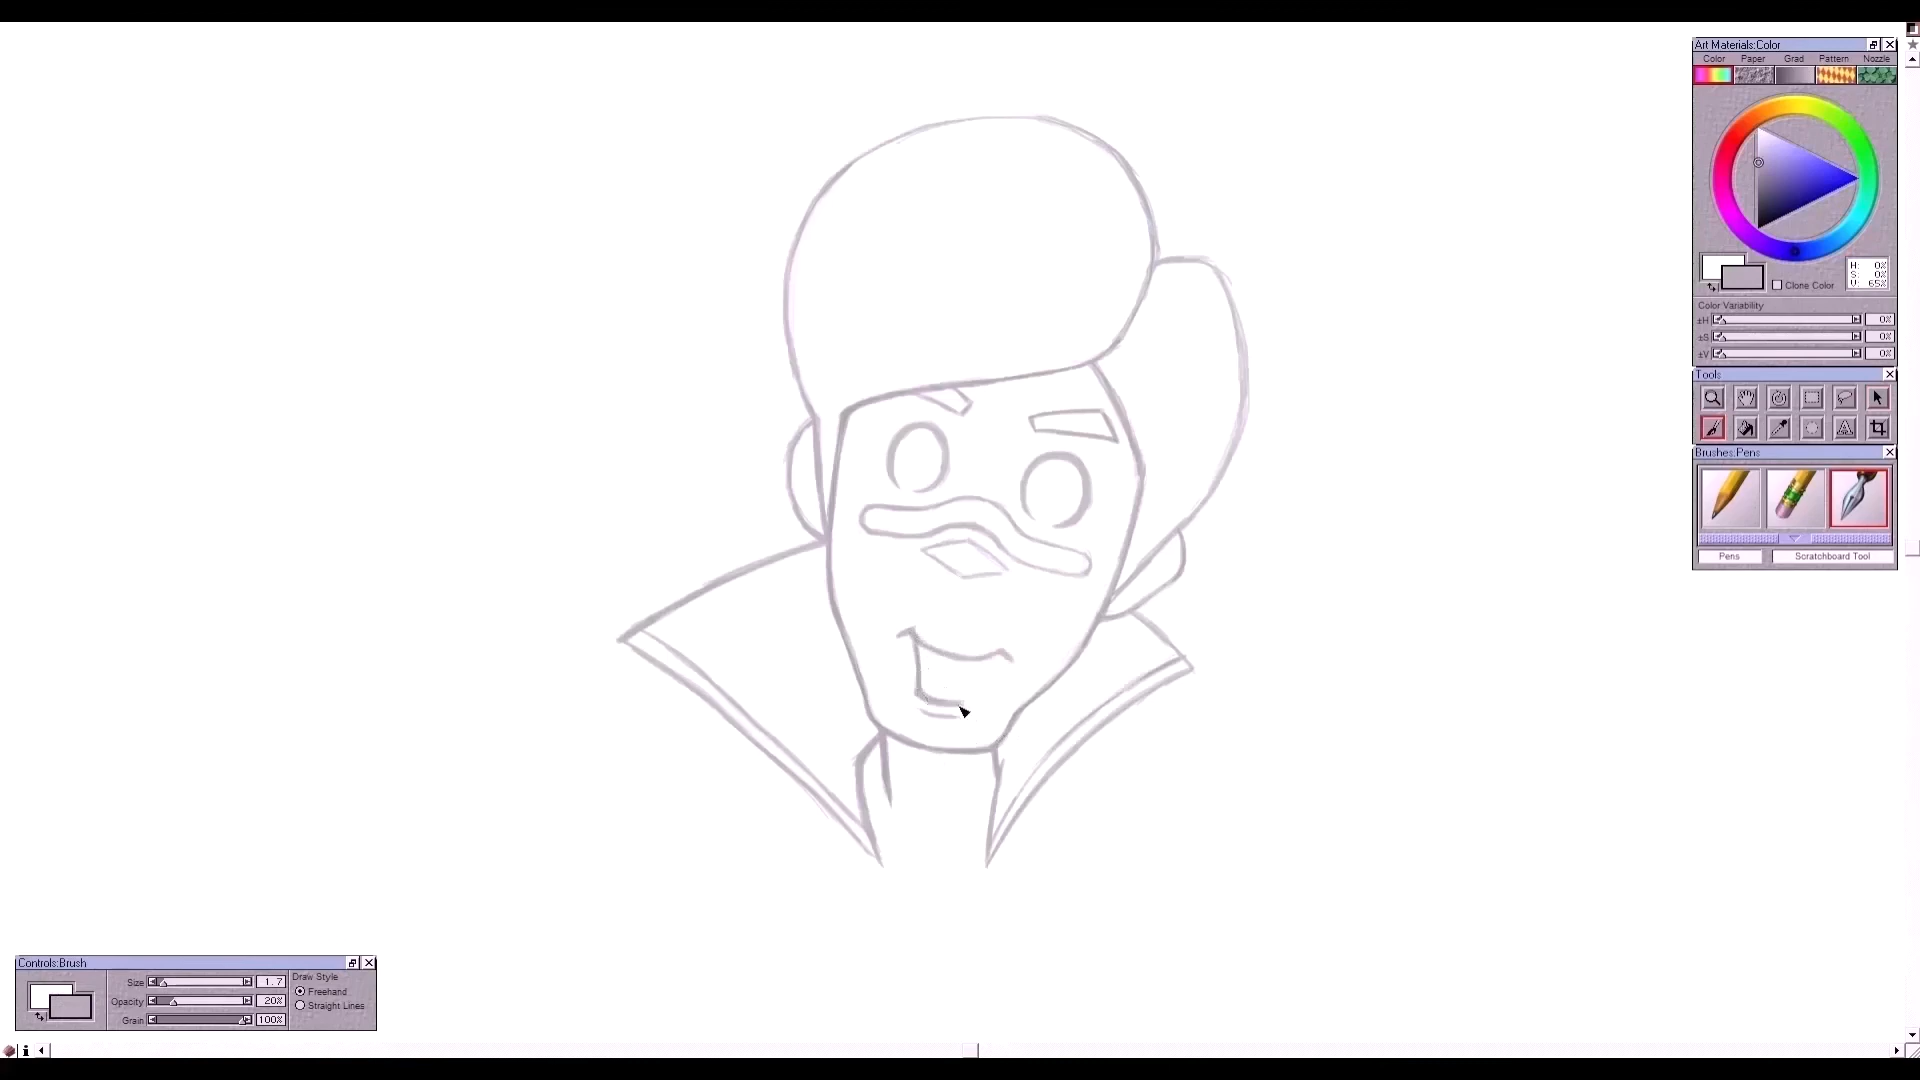 Art Materials:Color
Color Paper Grad Pattern Nozzle
H: 0%
S: 0%
V: 65%
Clone Color
Color Variability
±H 0%
±S 0%
±V 0%
Tools
Brushes:Pens
Pens Scratchboard Tool
Controls:Brush
Size 1.7
Opacity 20%
Grain 100%
Draw Style
Freehand
Straight Lines